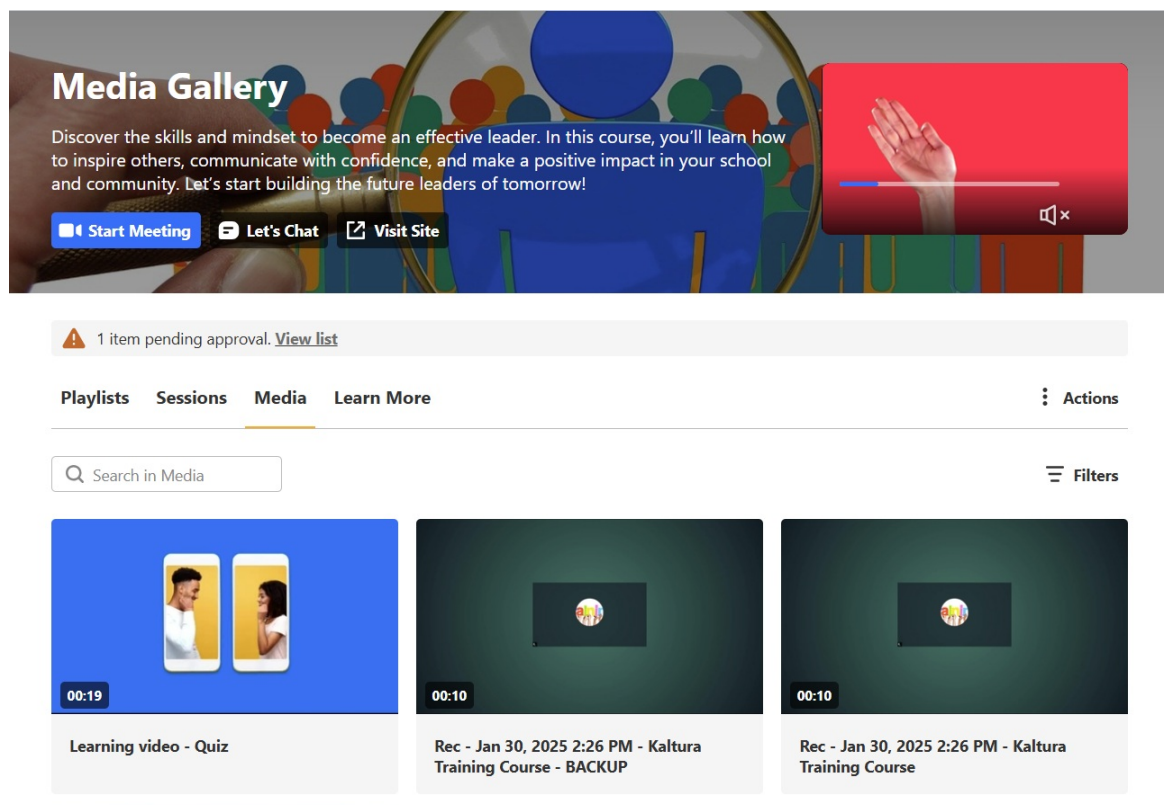 Media Gallery
Discover the skills and mindset to become an effective leader. In this course, you'll learn how
to inspire others, communicate with confidence, and make a positive impact in your school
and community. Let's start building the future leaders of tomorrow!
Start Meeting
Let's Chat
Visit Site
1 item pending approval. View list
Playlists
Sessions
Media
Learn More
Actions
Search in Media
Filters
00:19
00:10
00:10
Learning video - Quiz
Rec - Jan 30, 2025 2:26 PM - Kaltura
Training Course - BACKUP
Rec - Jan 30, 2025 2:26 PM - Kaltura
Training Course